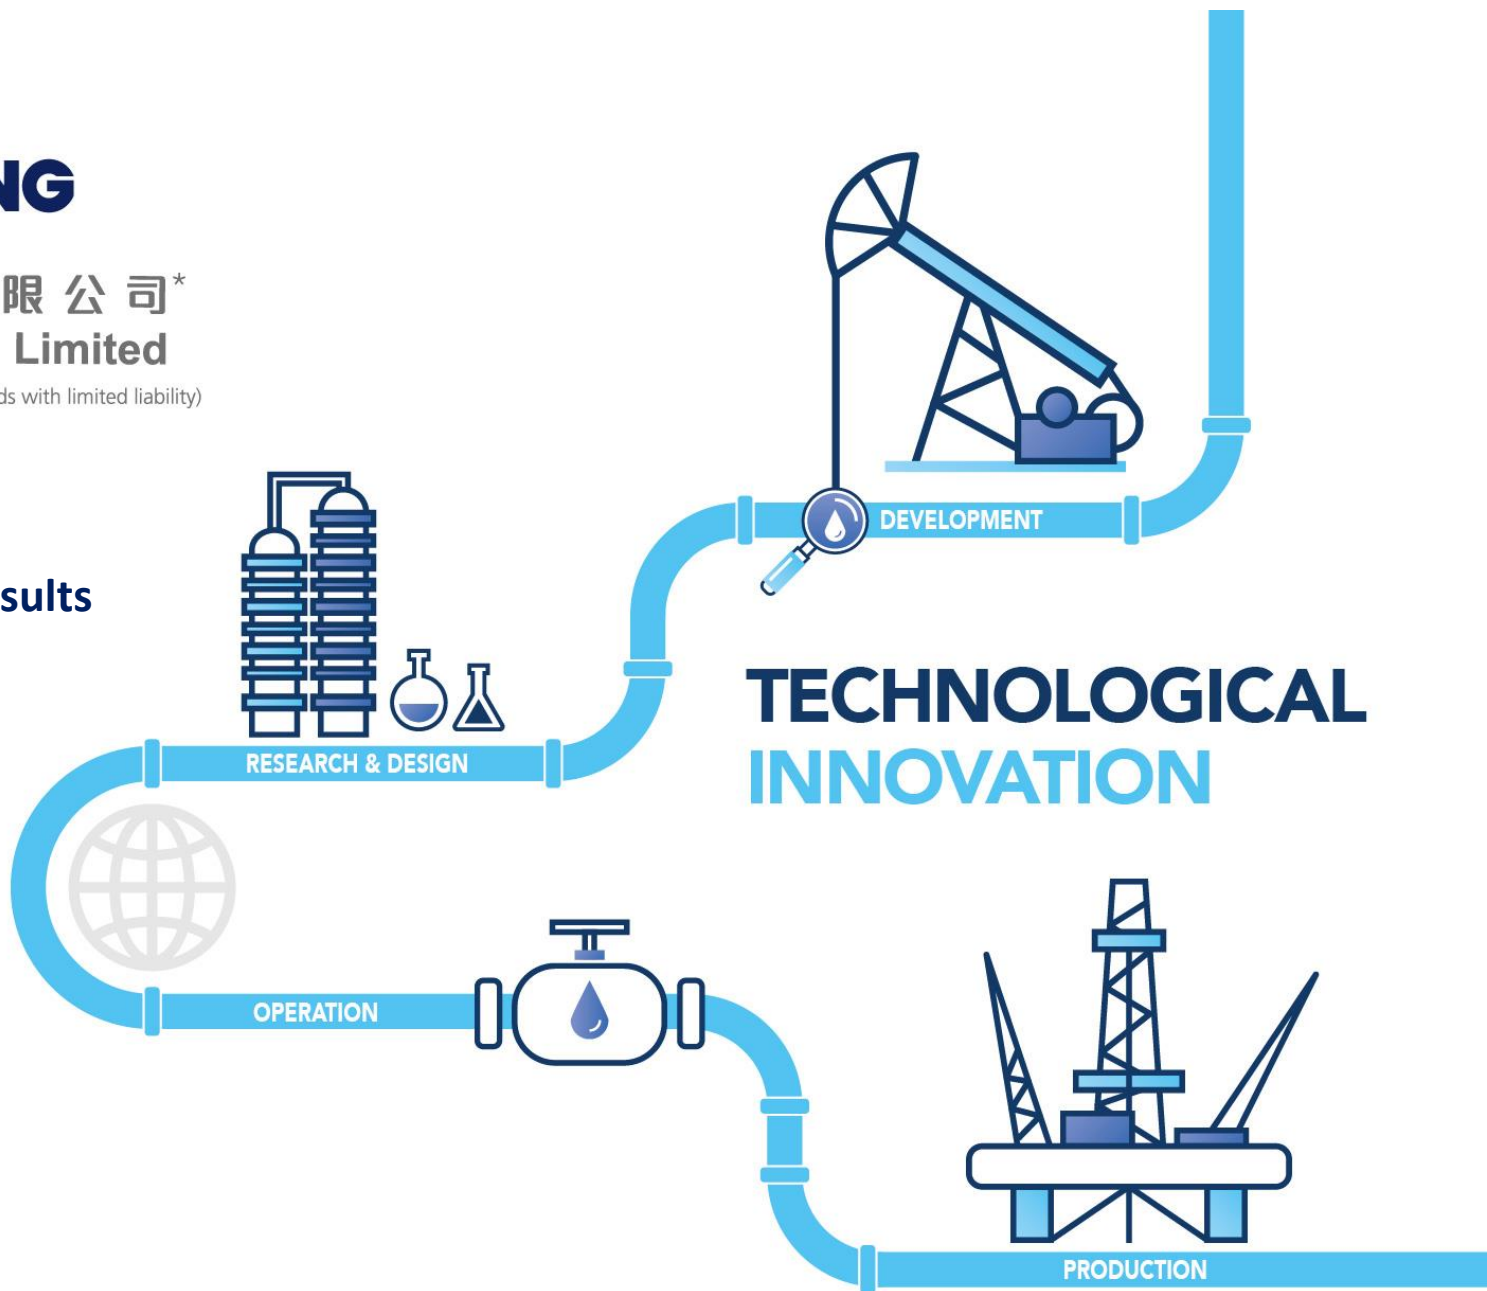 NG
限公司*
Limited
ds with limited liability)
sults
DEVELOPMENT
TECHNOLOGICAL
INNOVATION
RESEARCH & DESIGN
OPERATION
PRODUCTION